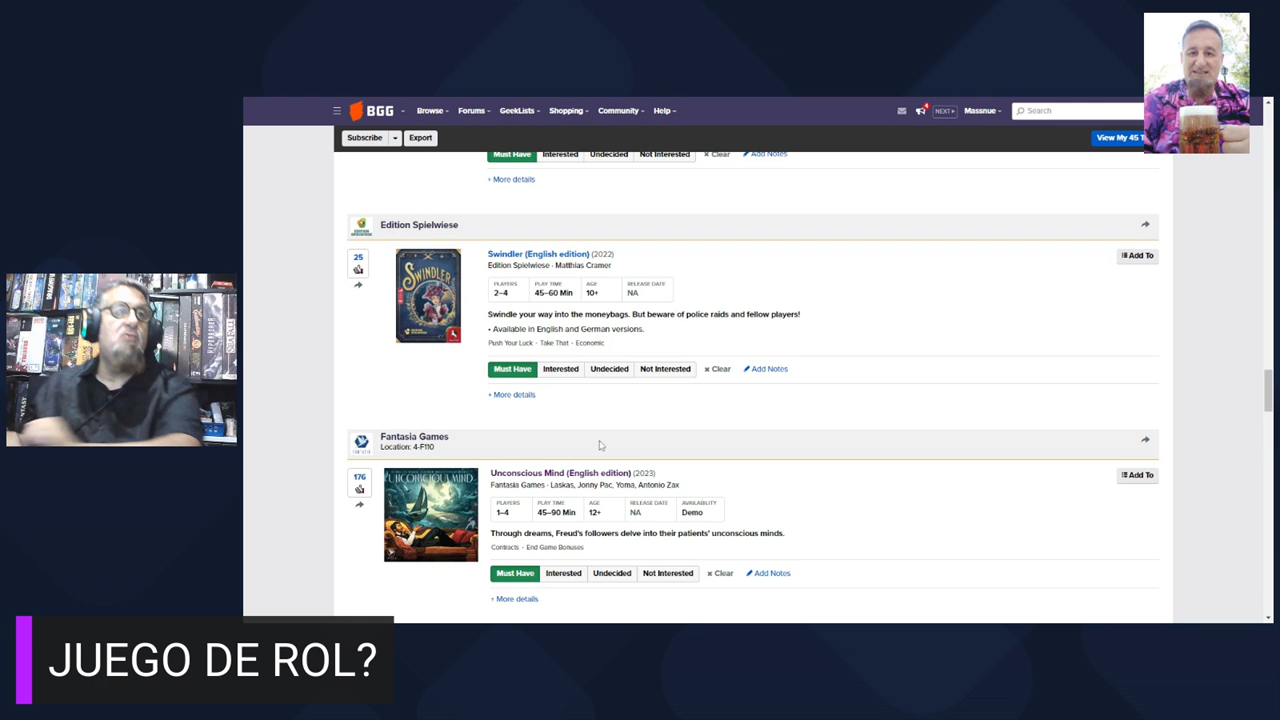 BGG
Browse
Forums
GeekLists
Shopping
Community
Help
4
NEXT
Massnue
Search
Subscribe
Export
View My 45 T
Must Have
Interested
Undecided
Not Interested
× Clear
Add Notes
+ More details
Edition Spielwiese
25
SWINDLER
Swindler (English edition) (2022)
Edition Spielwiese · Matthias Cramer
PLAYERS
2–4
PLAY TIME
45–60 Min
AGE
10+
RELEASE DATE
NA
Add To
Swindle your way into the moneybags. But beware of police raids and fellow players!
• Available in English and German versions.
Push Your Luck · Take That · Economic
Must Have
Interested
Undecided
Not Interested
× Clear
Add Notes
+ More details
Fantasia Games
Location: 4-F110
176
UNCONSCIOUS MIND
Unconscious Mind (English edition) (2023)
Fantasia Games · Laskas, Jonny Pac, Yoma, Antonio Zax
PLAYERS
1–4
PLAY TIME
45–90 Min
AGE
12+
RELEASE DATE
NA
AVAILABILITY
Demo
Add To
Through dreams, Freud's followers delve into their patients' unconscious minds.
Contracts · End Game Bonuses
Must Have
Interested
Undecided
Not Interested
× Clear
Add Notes
+ More details
JUEGO DE ROL?